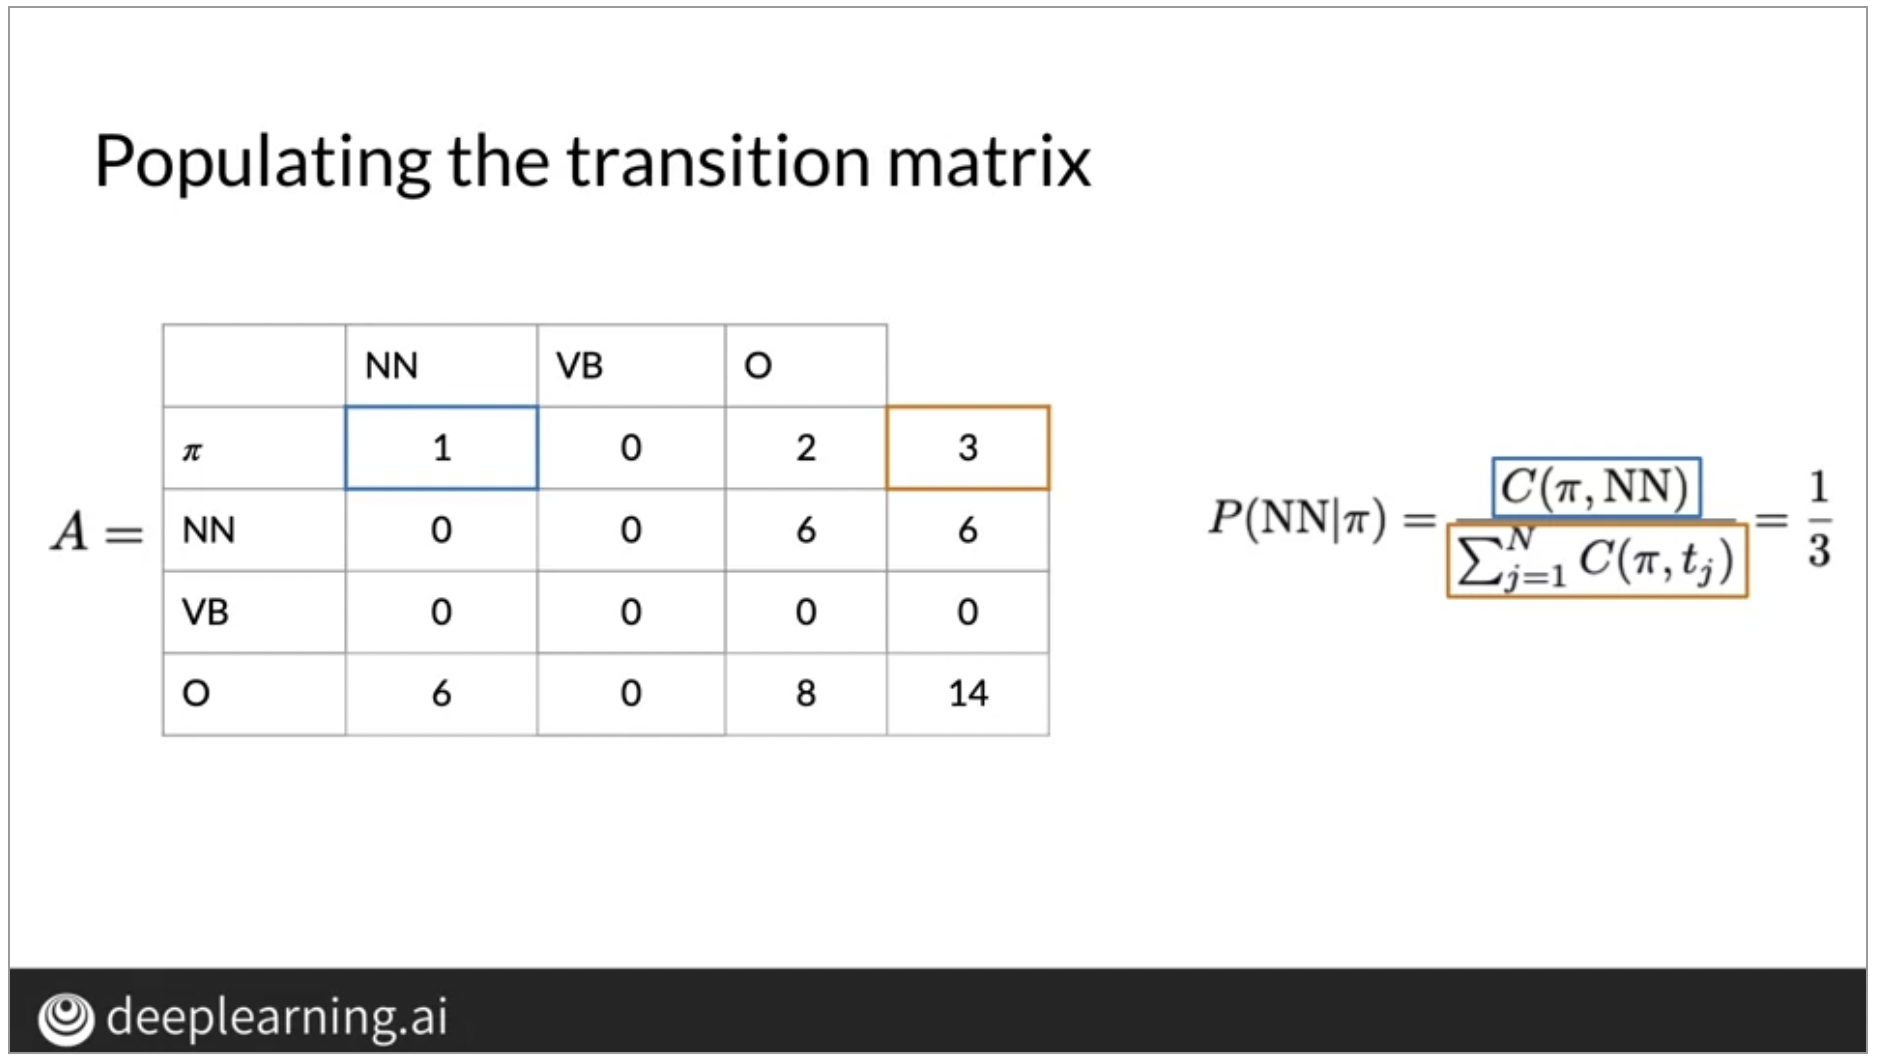 Populating the transition matrix
NN VB O
π 1 0 2 3
A = NN 0 0 6 6
VB 0 0 0 0
O 6 0 8 14
P(NN|π) = C(π, NN) / ∑_{j=1}^{N} C(π, t_j) = 1/3
deeplearning.ai